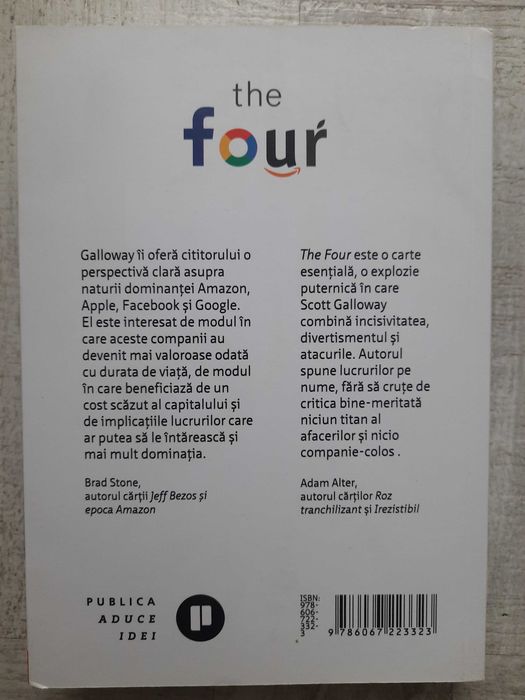 the
four
Galloway îi oferă cititorului o
perspectivă clară asupra
naturii dominanței Amazon,
Apple, Facebook și Google.
El este interesat de modul în
care aceste companii au
devenit mai valoroase odată
cu durata de viață, de modul
în care beneficiază de un
cost scăzut al capitalului și
de implicațiile lucrurilor care
ar putea să le întărească și
mai mult dominația.
Brad Stone,
autorul cărții Jeff Bezos și
epoca Amazon
The Four este o carte
esențială, o explozie
puternică în care
Scott Galloway
combină incisivitatea,
divertismentul și
atacurile. Autorul
spune lucrurilor pe
nume, fără să cruțe de
critica bine-meritată
niciun titan al
afacerilor și nicio
companie-colos .
Adam Alter,
autorul cărților Roz
tranchilizant și Irezistibil
PUBLICA
ADUCE
IDEI
P
ISBN:
978-
606-
722-
332-
3
9 786067 223323